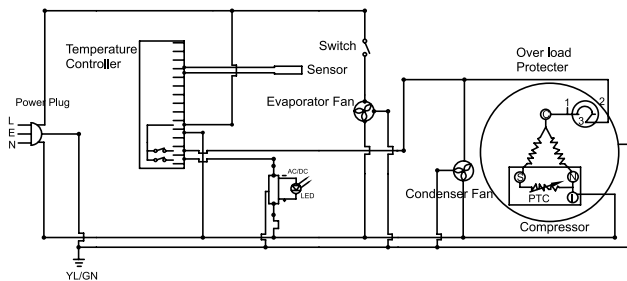 Temperature
Controller
Switch
Over load
Protecter
Sensor
Power Plug
Evaporator Fan
L
E
N
1
2
3
C
AC/DC
LED
S
N
PTC
Condenser Fan
Compressor
YL/GN